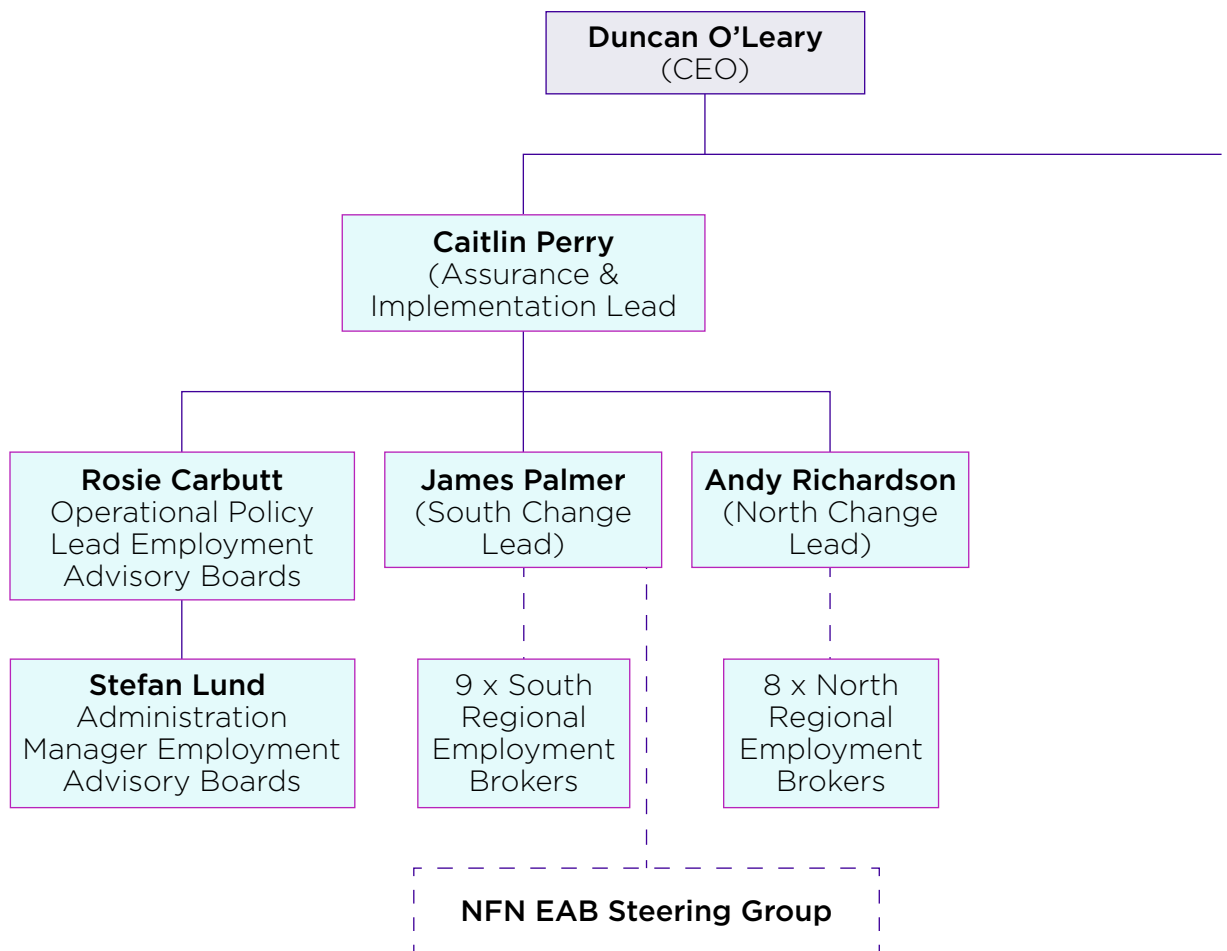 Duncan O’Leary
(CEO)
Caitlin Perry
(Assurance &
Implementation Lead
Rosie Carbutt
Operational Policy
Lead Employment
Advisory Boards
James Palmer
(South Change
Lead)
Andy Richardson
(North Change
Lead)
Stefan Lund
Administration
Manager Employment
Advisory Boards
9 x South
Regional
Employment
Brokers
8 x North
Regional
Employment
Brokers
NFN EAB Steering Group